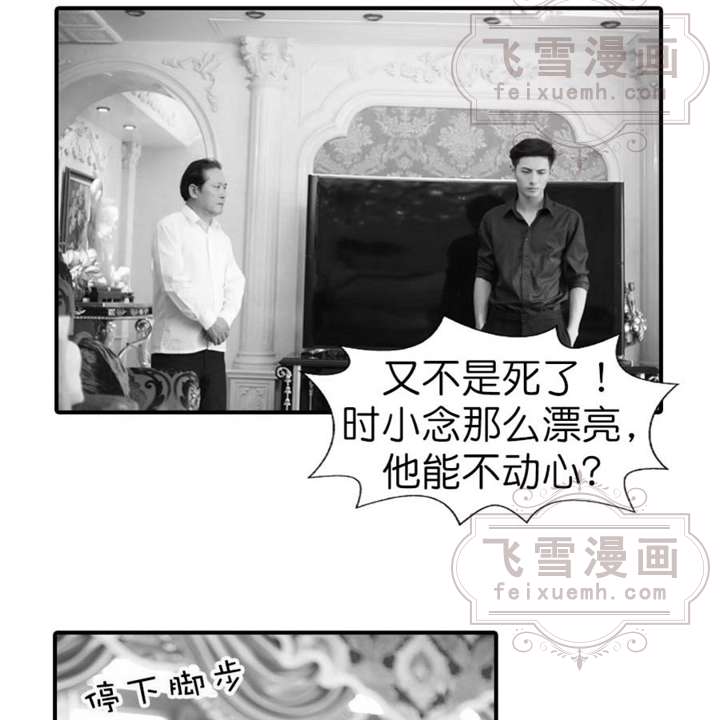 飞雪漫画
feixuemh.com
又不是死了！
时小念那么漂亮，
他能不动心？
飞雪漫画
feixuemh.com
停下脚步